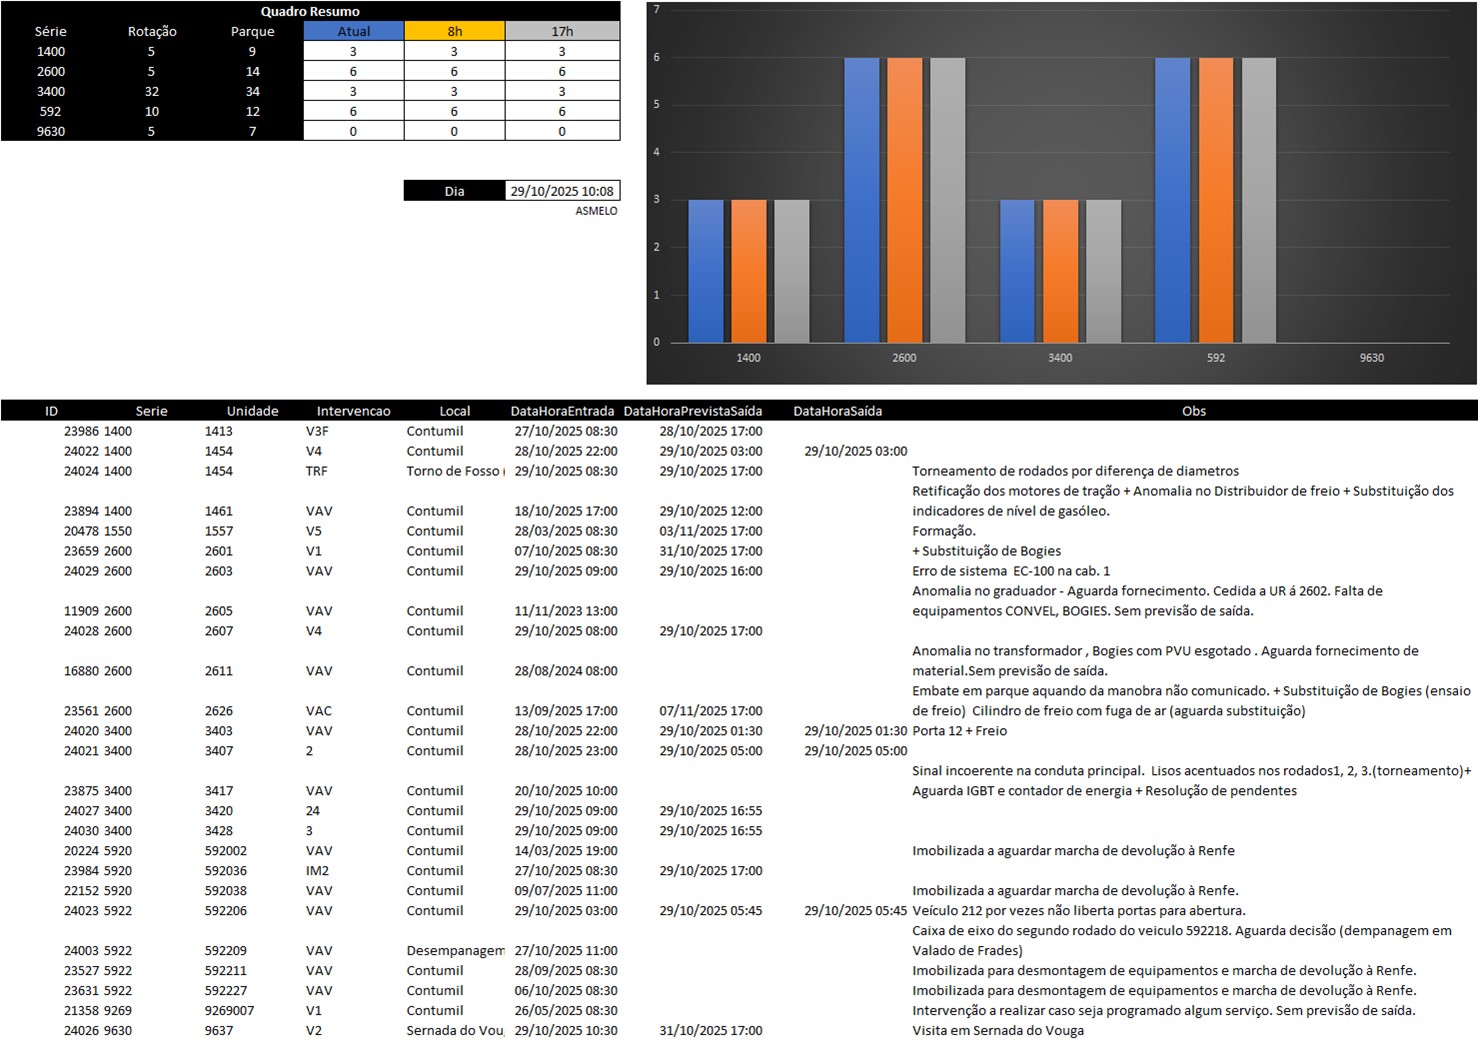 Quadro Resumo
Série Rotação Parque Atual 8h 17h
1400 5 9 3 3 3
2600 5 14 6 6 6
3400 32 34 3 3 3
592 10 12 6 6 6
9630 5 7 0 0 0
Dia 29/10/2025 10:08
ASMELO
7
6
5
4
3
2
1
0
1400 2600 3400 592 9630
ID Serie Unidade Intervencao Local DataHoraEntrada DataHoraPrevistaSaída DataHoraSaída Obs
23986 1400 1413 V3F Contumil 27/10/2025 08:30 28/10/2025 17:00
24022 1400 1454 V4 Contumil 28/10/2025 22:00 29/10/2025 03:00 29/10/2025 03:00
24024 1400 1454 TRF Torno de Fosso ( 29/10/2025 08:30 29/10/2025 17:00 Torneamento de rodados por diferença de diametros
Retificação dos motores de tração + Anomalia no Distribuidor de freio + Substituição dos
23894 1400 1461 VAV Contumil 18/10/2025 17:00 29/10/2025 12:00 indicadores de nível de gasóleo.
20478 1550 1557 V5 Contumil 28/03/2025 08:30 03/11/2025 17:00 Formação.
23659 2600 2601 V1 Contumil 07/10/2025 08:30 31/10/2025 17:00 + Substituição de Bogies
24029 2600 2603 VAV Contumil 29/10/2025 09:00 29/10/2025 16:00 Erro de sistema EC-100 na cab. 1
Anomalia no graduador - Aguarda fornecimento. Cedida a UR á 2602. Falta de
11909 2600 2605 VAV Contumil 11/11/2023 13:00 equipamentos CONVEL, BOGIES. Sem previsão de saída.
24028 2600 2607 V4 Contumil 29/10/2025 08:00 29/10/2025 17:00
Anomalia no transformador , Bogies com PVU esgotado . Aguarda fornecimento de
16880 2600 2611 VAV Contumil 28/08/2024 08:00 material.Sem previsão de saída.
Embate em parque aquando da manobra não comunicado. + Substituição de Bogies (ensaio
23561 2600 2626 VAC Contumil 13/09/2025 17:00 07/11/2025 17:00 de freio) Cilindro de freio com fuga de ar (aguarda substituição)
24020 3400 3403 VAV Contumil 28/10/2025 22:00 29/10/2025 01:30 29/10/2025 01:30 Porta 12 + Freio
24021 3400 3407 2 Contumil 28/10/2025 23:00 29/10/2025 05:00 29/10/2025 05:00
Sinal incoerente na conduta principal. Lisos acentuados nos rodados1, 2, 3.(torneamento)+
23875 3400 3417 VAV Contumil 20/10/2025 10:00 Aguarda IGBT e contador de energia + Resolução de pendentes
24027 3400 3420 24 Contumil 29/10/2025 09:00 29/10/2025 16:55
24030 3400 3428 3 Contumil 29/10/2025 09:00 29/10/2025 16:55
20224 5920 592002 VAV Contumil 14/03/2025 19:00 Imobilizada a aguardar marcha de devolução à Renfe
23984 5920 592036 IM2 Contumil 27/10/2025 08:30 29/10/2025 17:00
22152 5920 592038 VAV Contumil 09/07/2025 11:00 Imobilizada a aguardar marcha de devolução à Renfe.
24023 5922 592206 VAV Contumil 29/10/2025 03:00 29/10/2025 05:45 29/10/2025 05:45 Veículo 212 por vezes não liberta portas para abertura.
Caixa de eixo do segundo rodado do veiculo 592218. Aguarda decisão (dempanagem em
24003 5922 592209 VAV Desempanagem 27/10/2025 11:00 Valado de Frades)
23527 5922 592211 VAV Contumil 28/09/2025 08:30 Imobilizada para desmontagem de equipamentos e marcha de devolução à Renfe.
23631 5922 592227 VAV Contumil 06/10/2025 08:30 Imobilizada para desmontagem de equipamentos e marcha de devolução à Renfe.
21358 9269 9269007 V1 Contumil 26/05/2025 08:30 Intervenção a realizar caso seja programado algum serviço. Sem previsão de saída.
24026 9630 9637 V2 Sernada do Voug 29/10/2025 10:30 31/10/2025 17:00 Visita em Sernada do Vouga